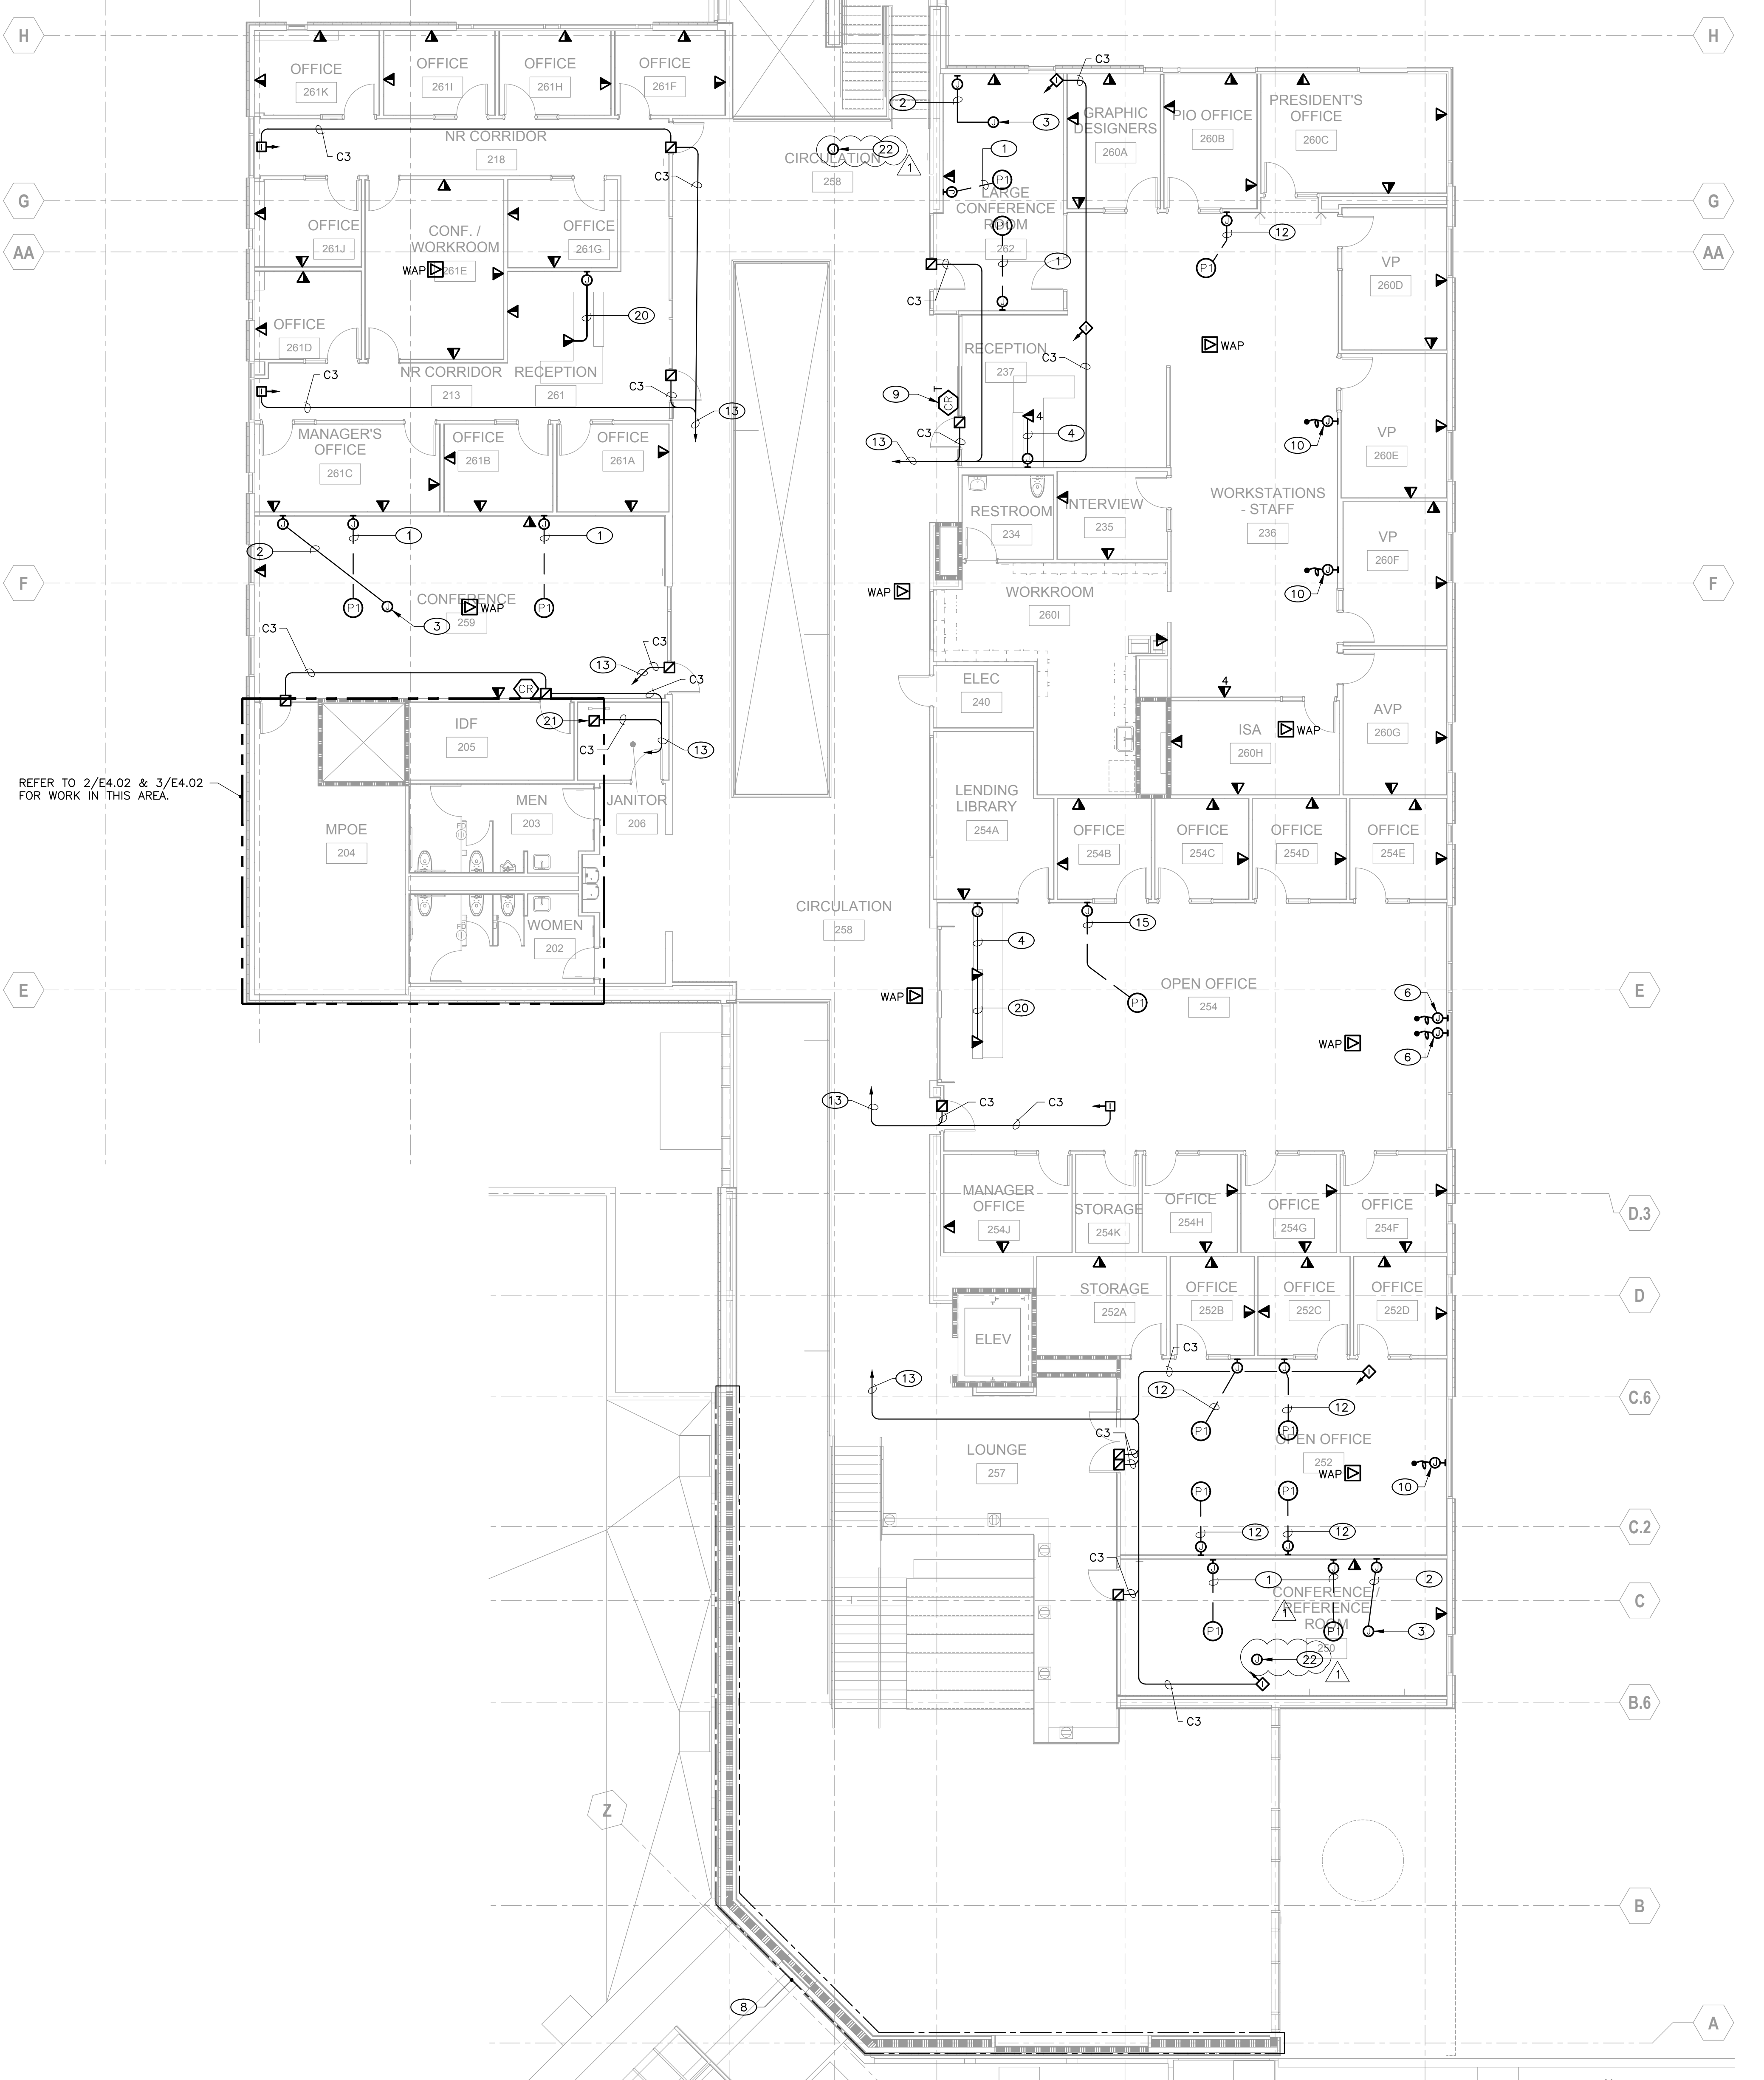 H
H
C3
OFFICE
261K
OFFICE
261I
OFFICE
261H
OFFICE
261F
2
3
GRAPHIC
DESIGNERS
260A
PIO OFFICE
260B
PRESIDENT'S
OFFICE
260C
NR CORRIDOR
218
C3
C3
CIRCULATION
258
22
1
1
P1
LARGE
CONFERENCE
ROOM
262
P1
1
G
G
OFFICE
261J
CONF. /
WORKROOM
261E
WAP
OFFICE
261G
12
P1
AA
AA
VP
260D
C3
20
OFFICE
261D
WAP
RECEPTION
237
C3
NR CORRIDOR
213
RECEPTION
261
C3
C3
13
9
CR
T
4
4
C3
13
10
VP
260E
MANAGER'S
OFFICE
261C
OFFICE
261B
OFFICE
261A
RESTROOM
234
INTERVIEW
235
WORKSTATIONS
- STAFF
236
VP
260F
2
1
1
F
F
P1
P1
CONFERENCE
259
WAP
3
WAP
WORKROOM
260I
10
C3
C3
13
C3
CR
ELEC
240
4
AVP
260G
IDF
205
21
C3
13
ISA
260H
WAP
REFER TO 2/E4.02 & 3/E4.02
FOR WORK IN THIS AREA.
MEN
203
JANITOR
206
LENDING
LIBRARY
254A
MPOE
204
OFFICE
254B
OFFICE
254C
OFFICE
254D
OFFICE
254E
WOMEN
202
CIRCULATION
258
4
15
E
E
WAP
20
P1
OPEN OFFICE
254
6
6
WAP
13
C3
C3
MANAGER
OFFICE
254J
STORAGE
254K
OFFICE
254H
OFFICE
254G
OFFICE
254F
D.3
STORAGE
252A
OFFICE
252B
OFFICE
252C
OFFICE
252D
D
ELEV
C3
13
12
12
C.6
C3
P1
P1
OPEN OFFICE
252
WAP
10
LOUNGE
257
P1
P1
12
12
C.2
C3
1
2
CONFERENCE /
REFERENCE
ROOM
250
1
P1
P1
3
C
22
1
C3
B.6
Z
B
8
A